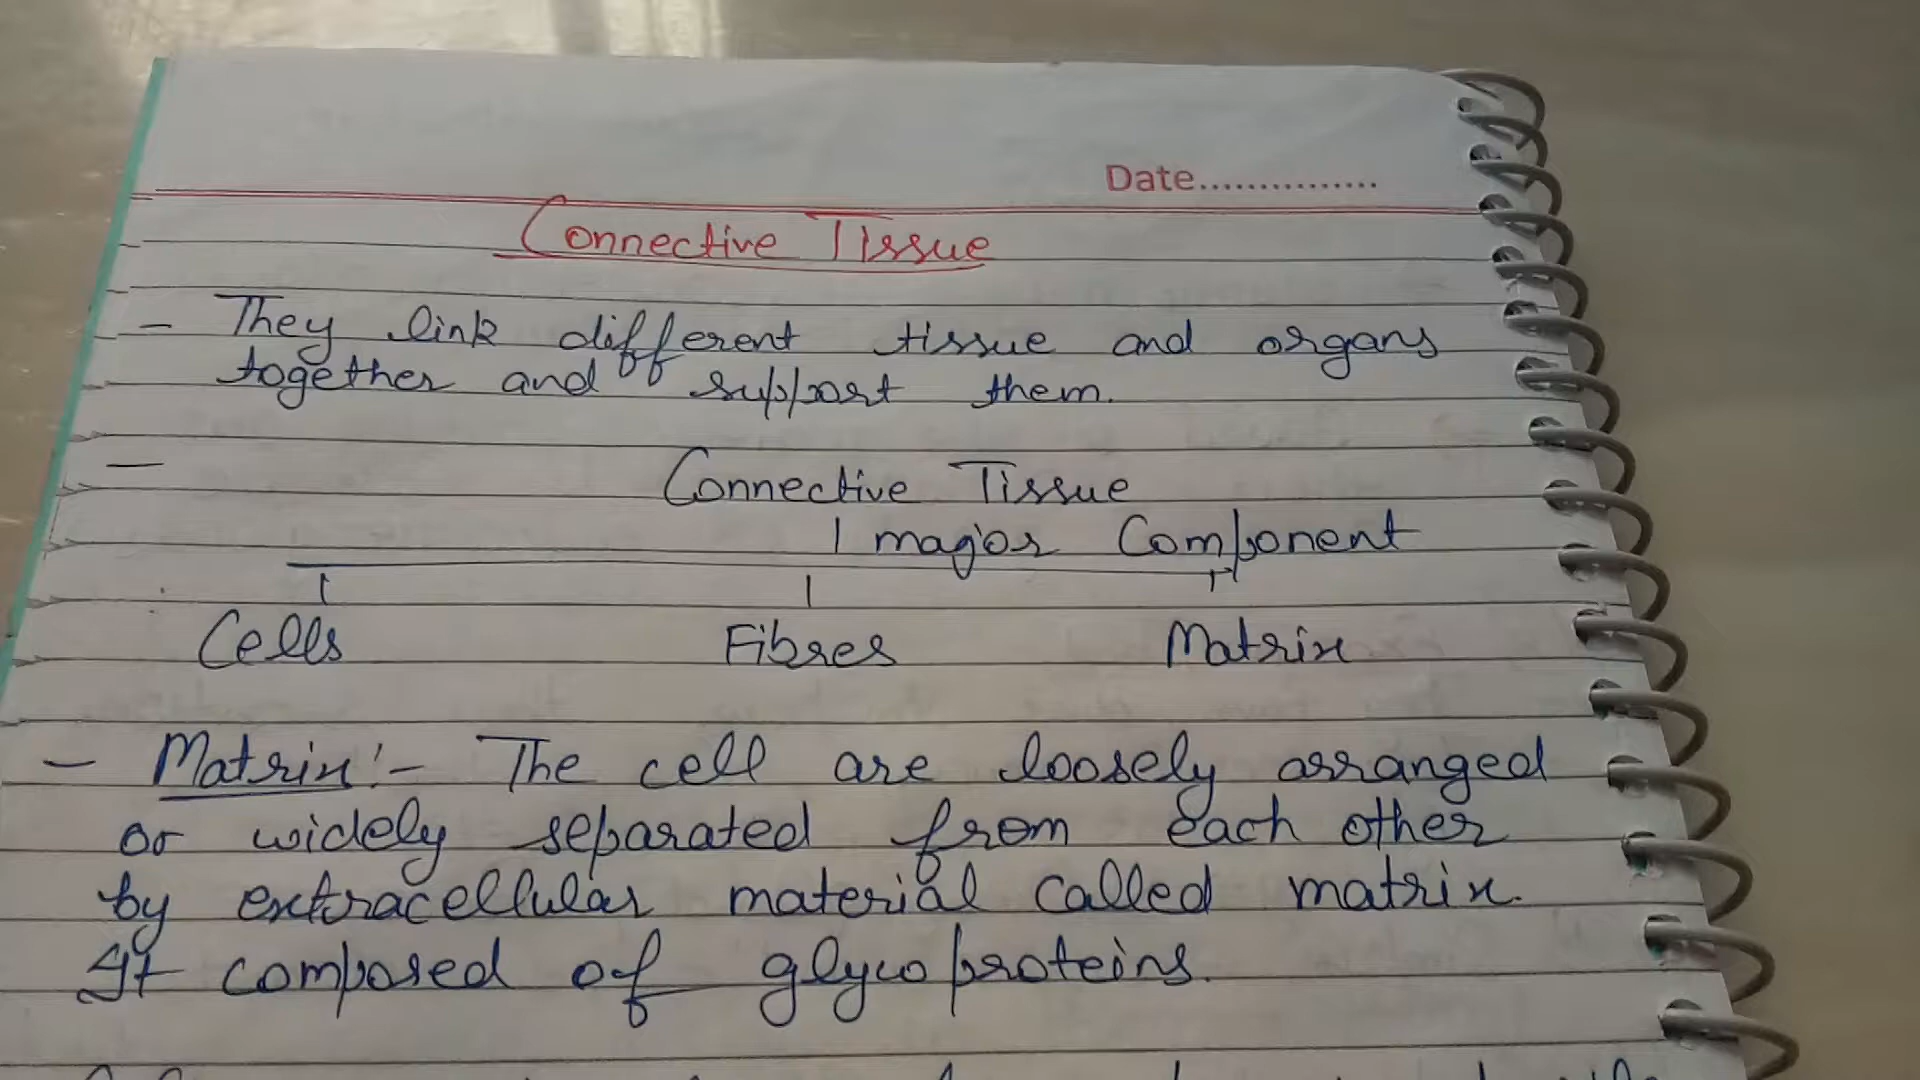 Date...............
Connective Tissue
- They link different tissue and organs
together and support them.
- Connective Tissue
major Component
Cells Fibres Matrix
- Matrix :- The cell are loosely arranged
or widely separated from each other
by extracellular material called matrix.
It composed of glycoproteins.